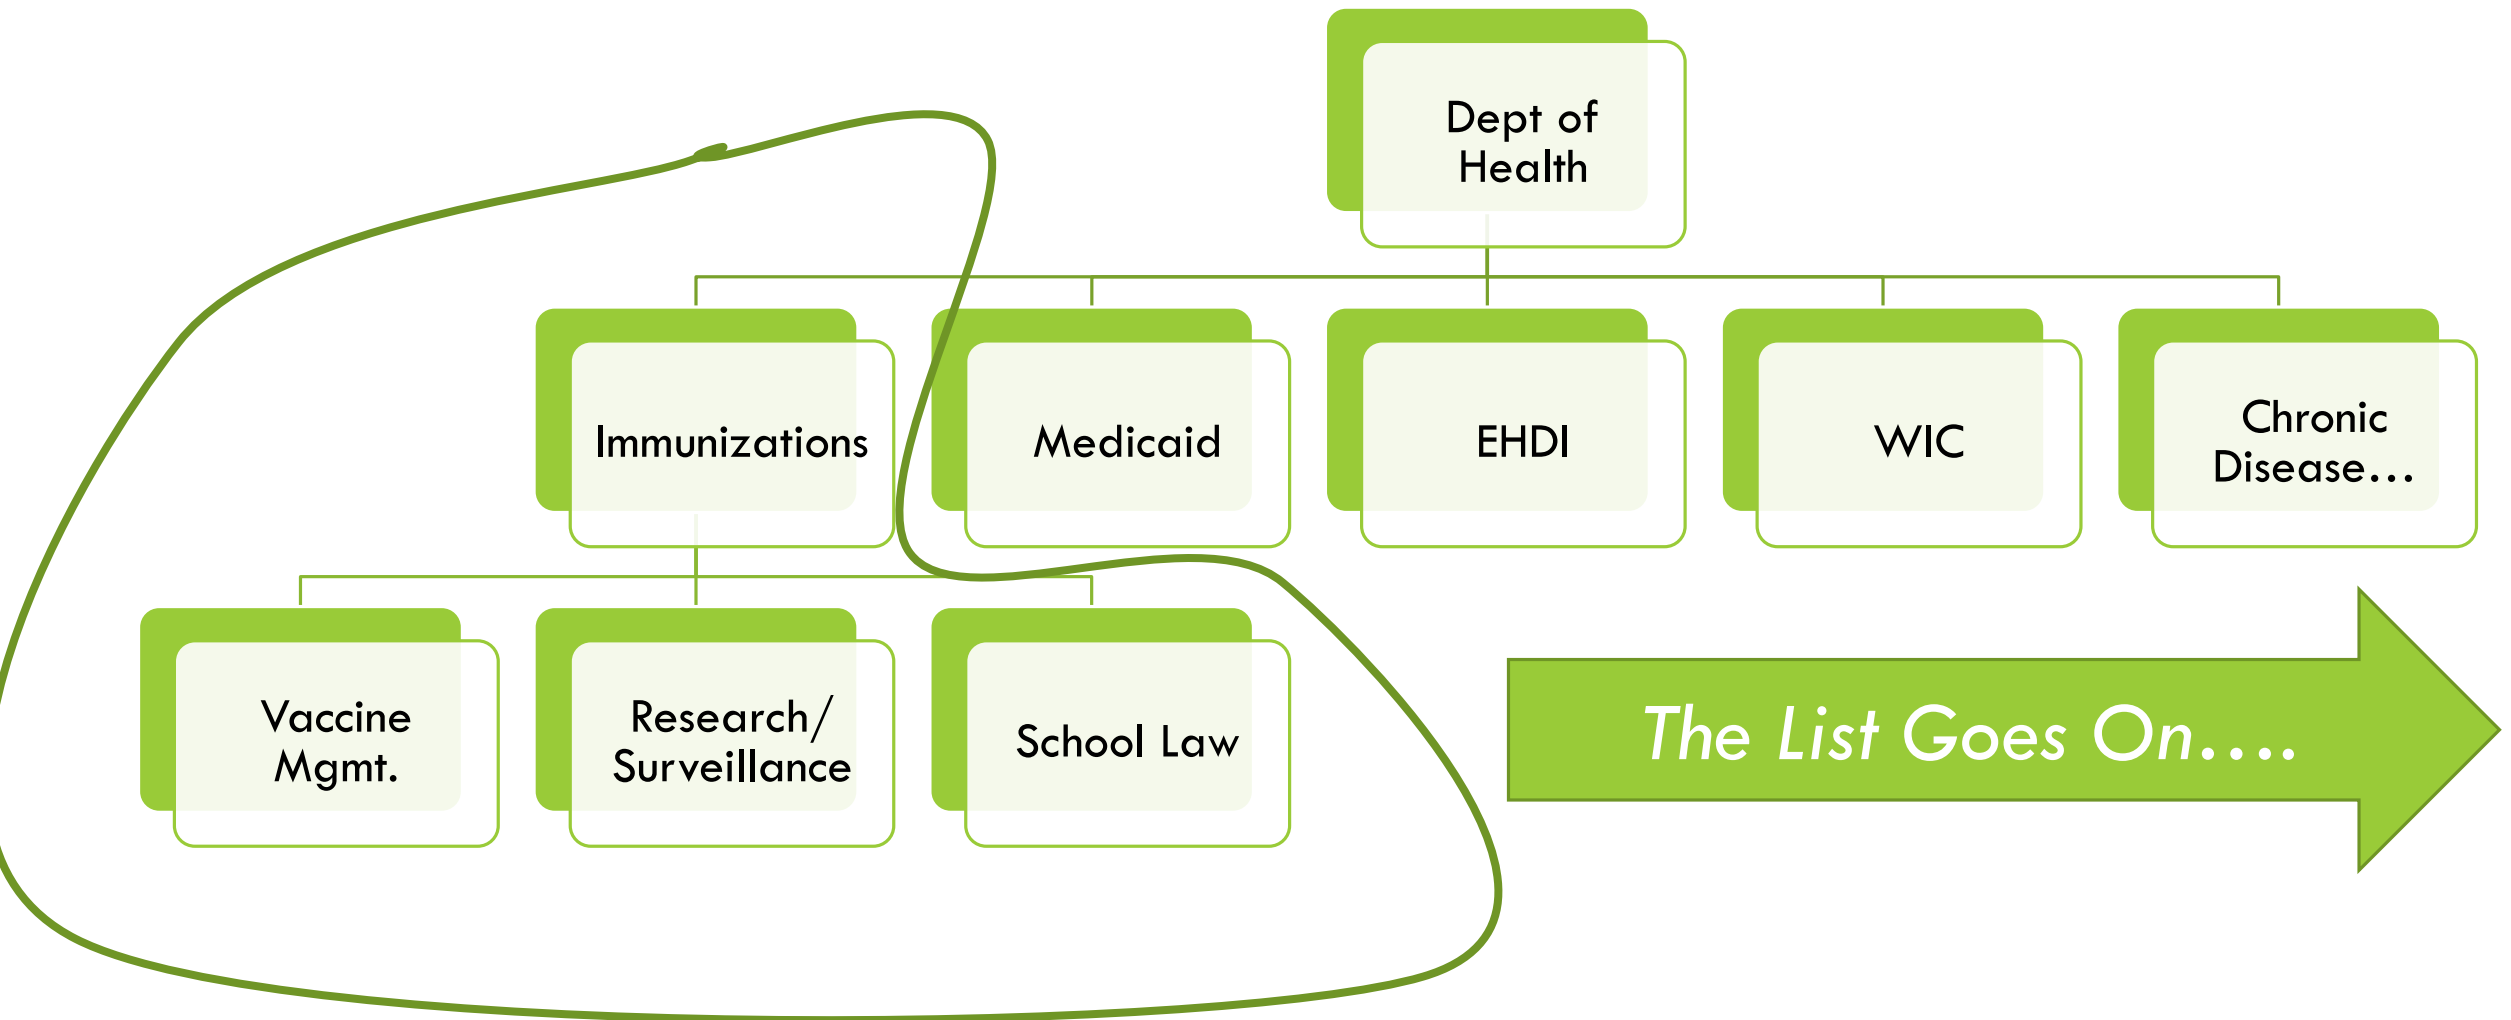 Dept of
Health
Immunizations
Medicaid
EHDI
WIC
Chronic
Disease...
Vaccine
Mgmt.
Research/
Surveillance
School Law
The List Goes On....